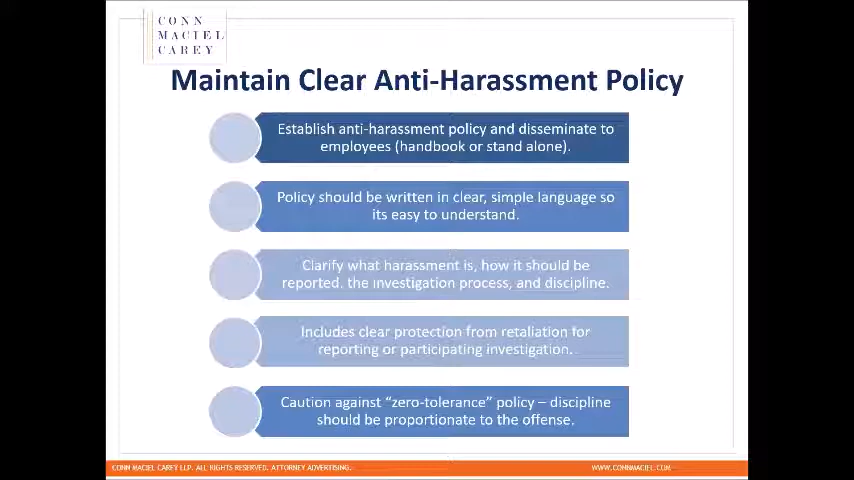 CONN
MACIEL
CAREY
Maintain Clear Anti-Harassment Policy
Establish anti-harassment policy and disseminate to
employees (handbook or stand alone).
Policy should be written in clear, simple language so
its easy to understand.
Clarify what harassment is, how it should be
reported, the investigation process, and discipline.
Includes clear protection from retaliation for
reporting or participating investigation.
Caution against “zero-tolerance” policy – discipline
should be proportionate to the offense.
CONN MACIEL CAREY LLP. ALL RIGHTS RESERVED. ATTORNEY ADVERTISING.
WWW.CONNMACIEL.COM